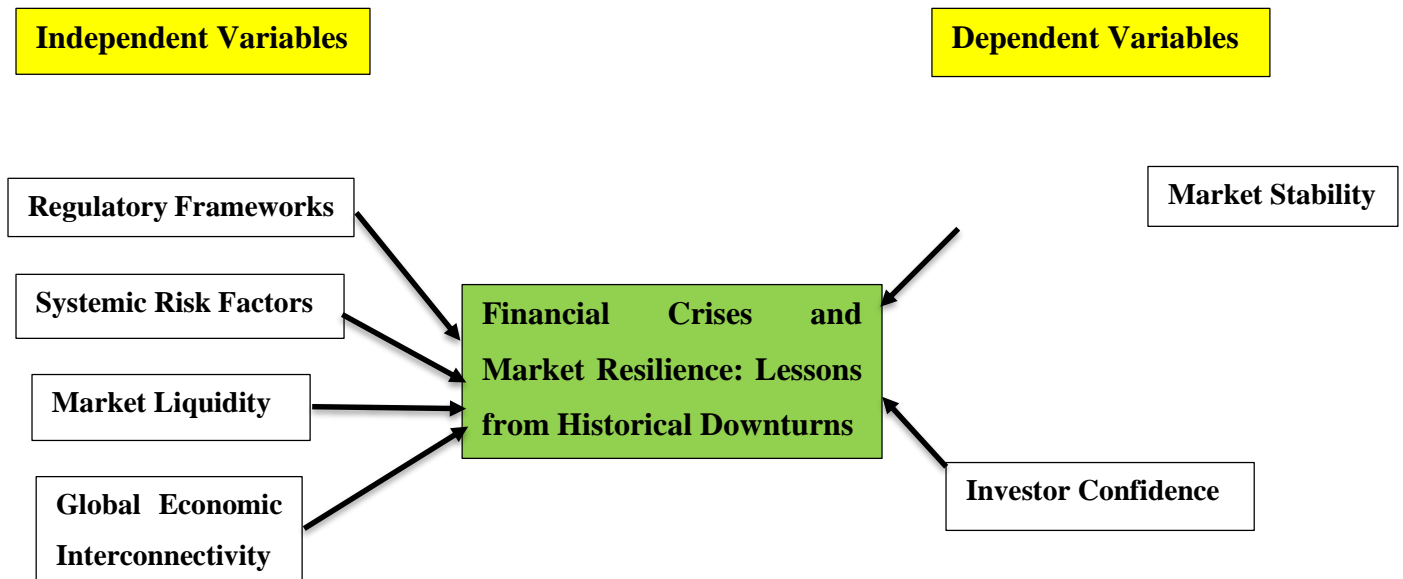 Independent Variables
Dependent Variables
Regulatory Frameworks
Systemic Risk Factors
Market Liquidity
Global Economic
Interconnectivity
Financial Crises and
Market Resilience: Lessons
from Historical Downturns
Market Stability
Investor Confidence